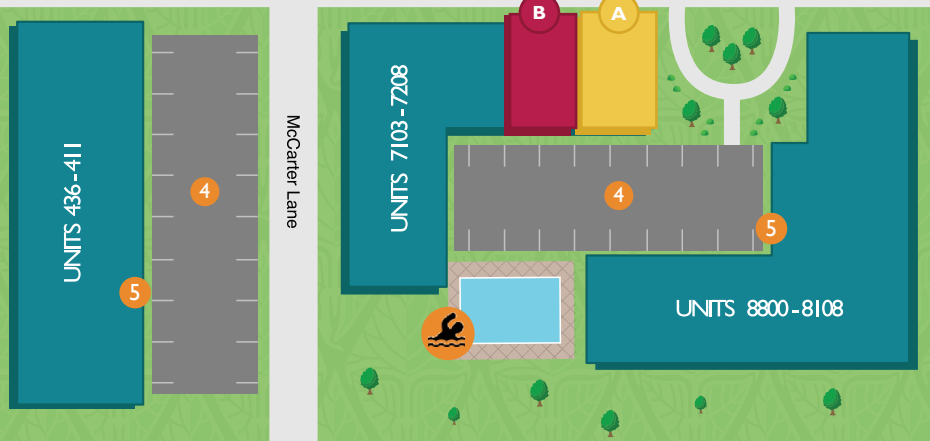 B
A
UNITS 436-411
4
5
McCarter Lane
UNITS 7103-7208
4
5
UNITS 8800-8108